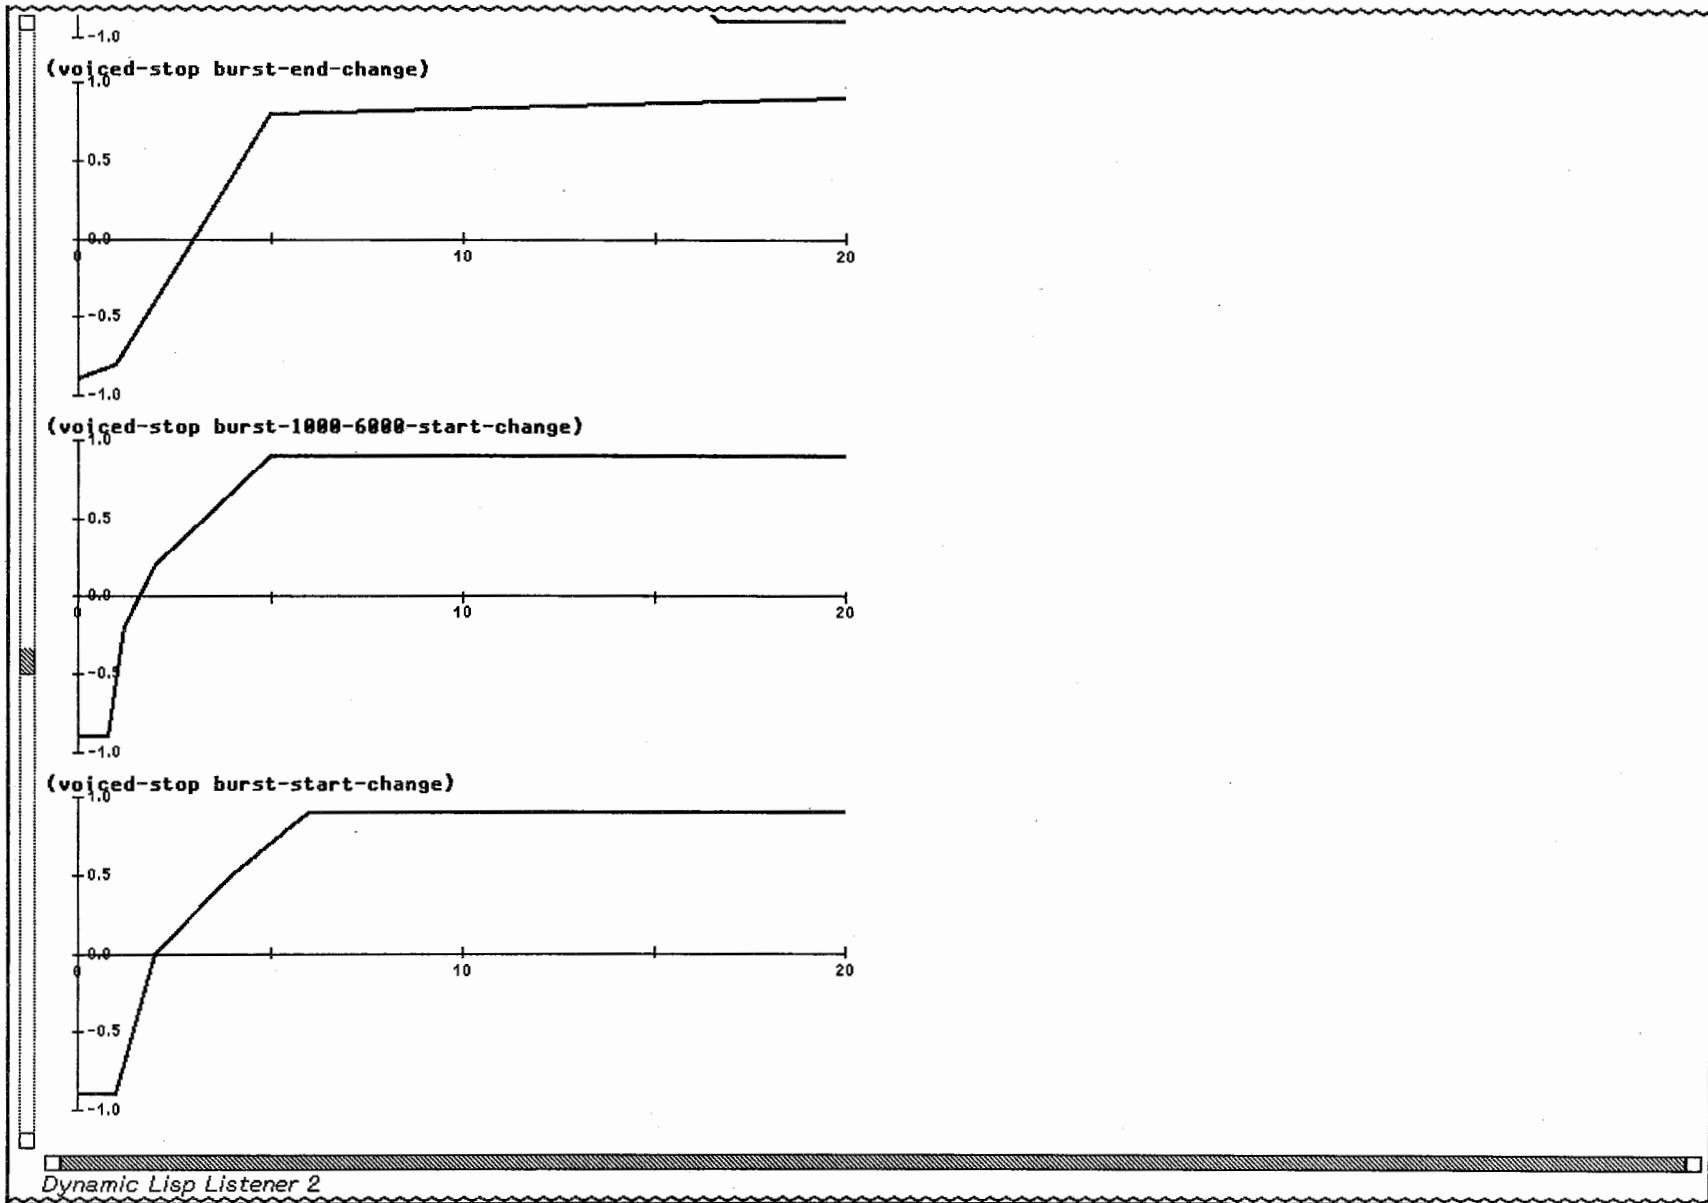 -1.0
(voiced-stop burst-end-change)
1.0
0.5
0.0
0 10 20
-0.5
-1.0
(voiced-stop burst-1000-6000-start-change)
1.0
0.5
0.0
0 10 20
-0.5
-1.0
(voiced-stop burst-start-change)
1.0
0.5
0.0
0 10 20
-0.5
-1.0
Dynamic Lisp Listener 2